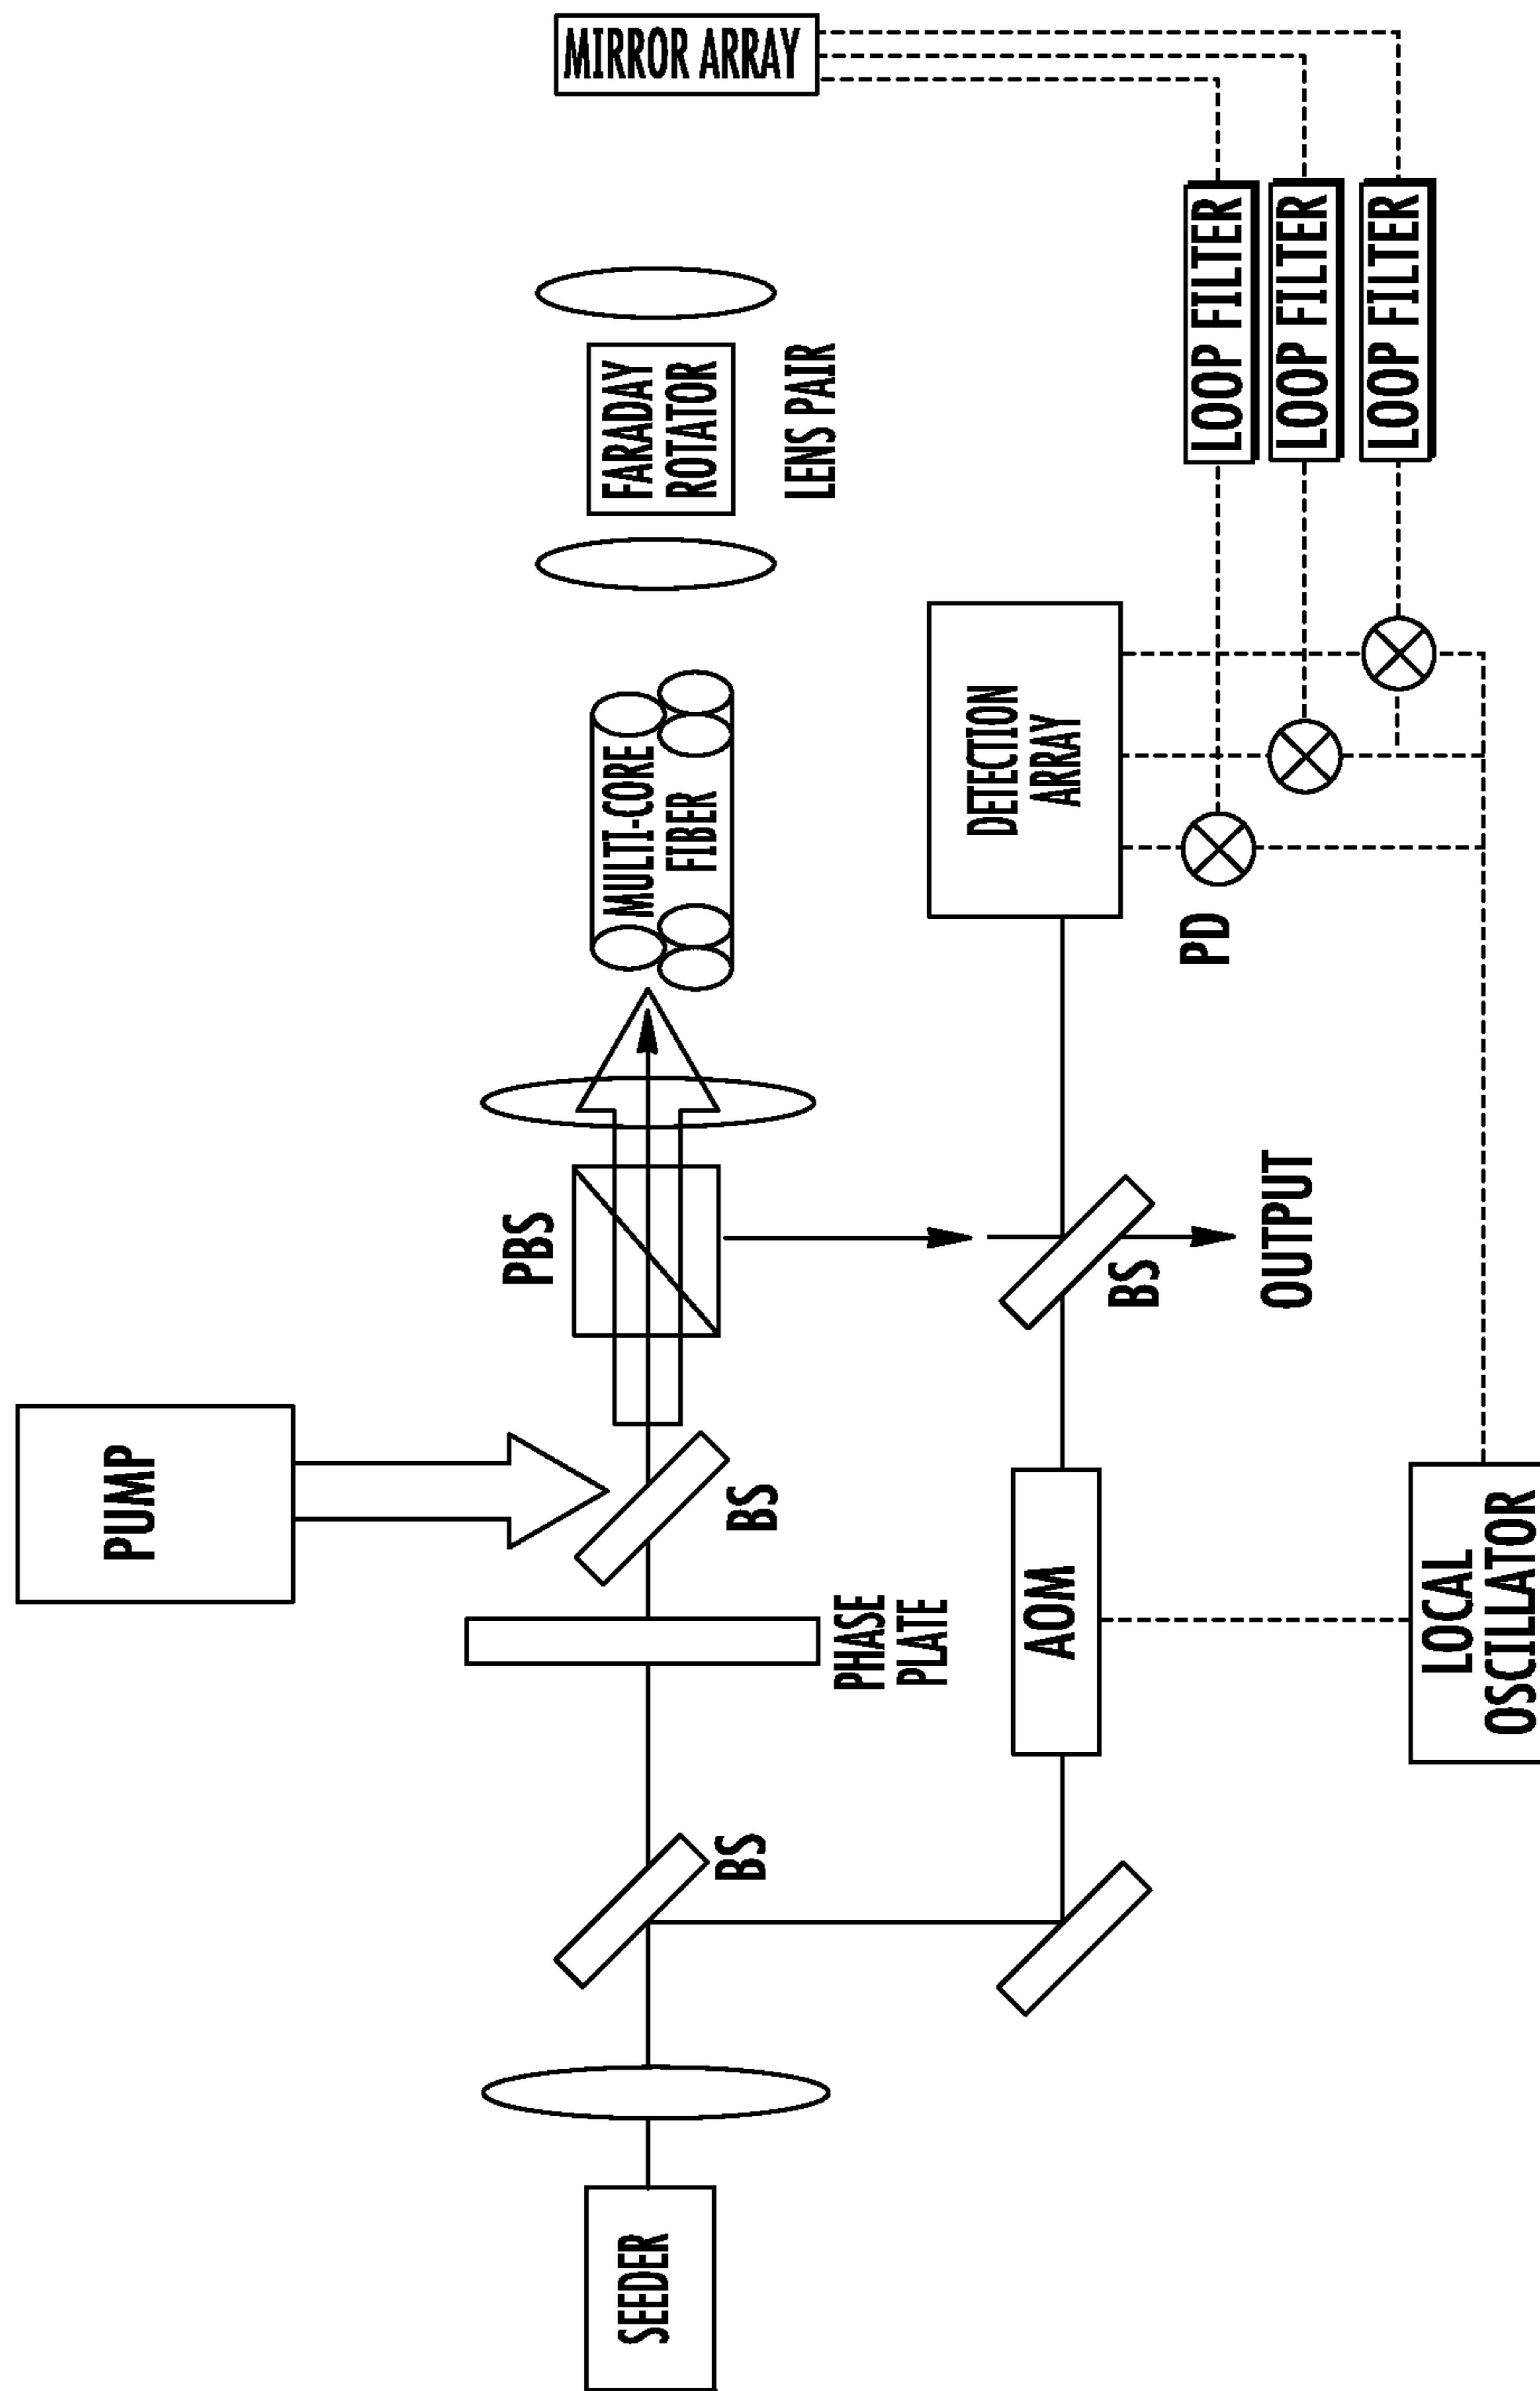 PUMP
SEEDER
BS
PHASE
PLATE
BS
PBS
MULTI-CORE
FIBER
FARADAY
ROTATOR
LENS PAIR
MIRROR ARRAY
AOM
BS
OUTPUT
DETECTION
ARRAY
PD
LOOP FILTER
LOOP FILTER
LOOP FILTER
LOCAL
OSCILLATOR